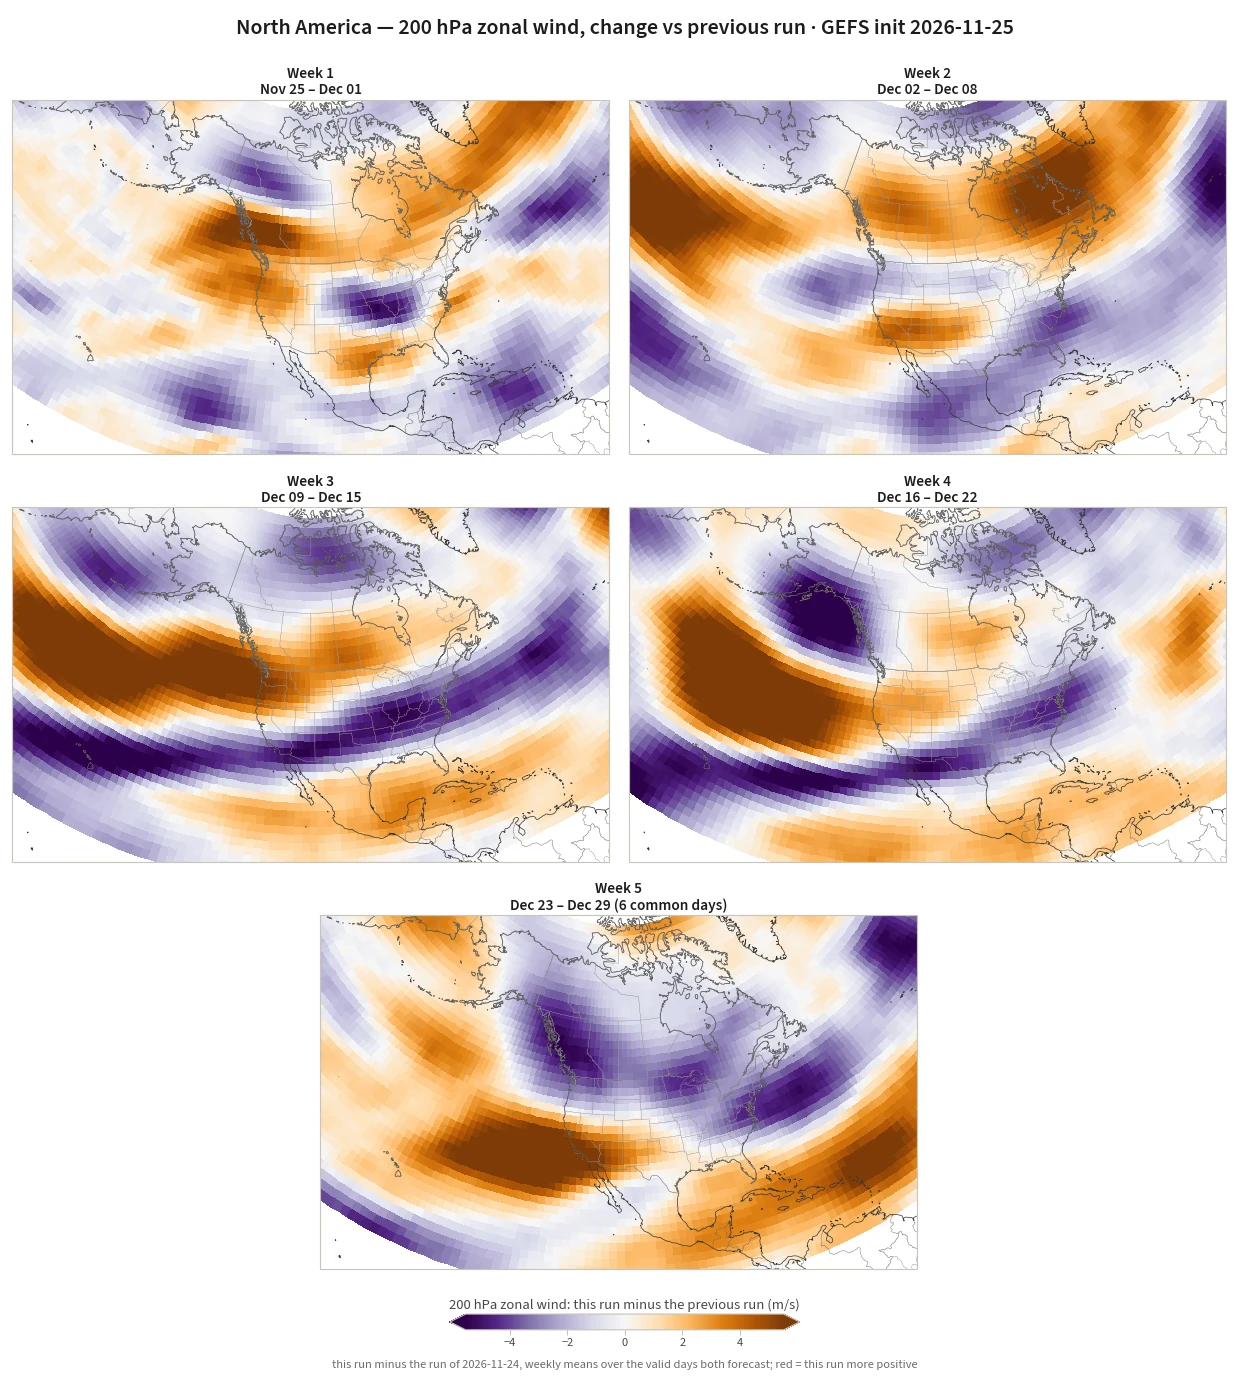 North America — 200 hPa zonal wind, change vs previous run · GEFS init 2026-11-25
Week 1
Nov 25 – Dec 01
Week 2
Dec 02 – Dec 08
Week 3
Dec 09 – Dec 15
Week 4
Dec 16 – Dec 22
Week 5
Dec 23 – Dec 29 (6 common days)
200 hPa zonal wind: this run minus the previous run (m/s)
−4 −2 0 2 4
this run minus the run of 2026-11-24, weekly means over the valid days both forecast; red = this run more positive